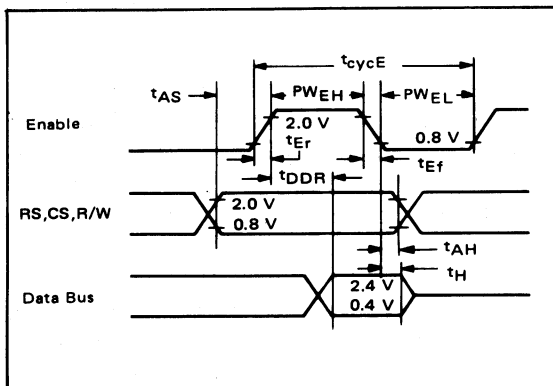 tcycE
tAS
PWEH
PWEL
Enable
2.0 V
0.8 V
tEr
tEf
tDDR
RS,CS,R/W
2.0 V
0.8 V
tAH
tH
Data Bus
2.4 V
0.4 V